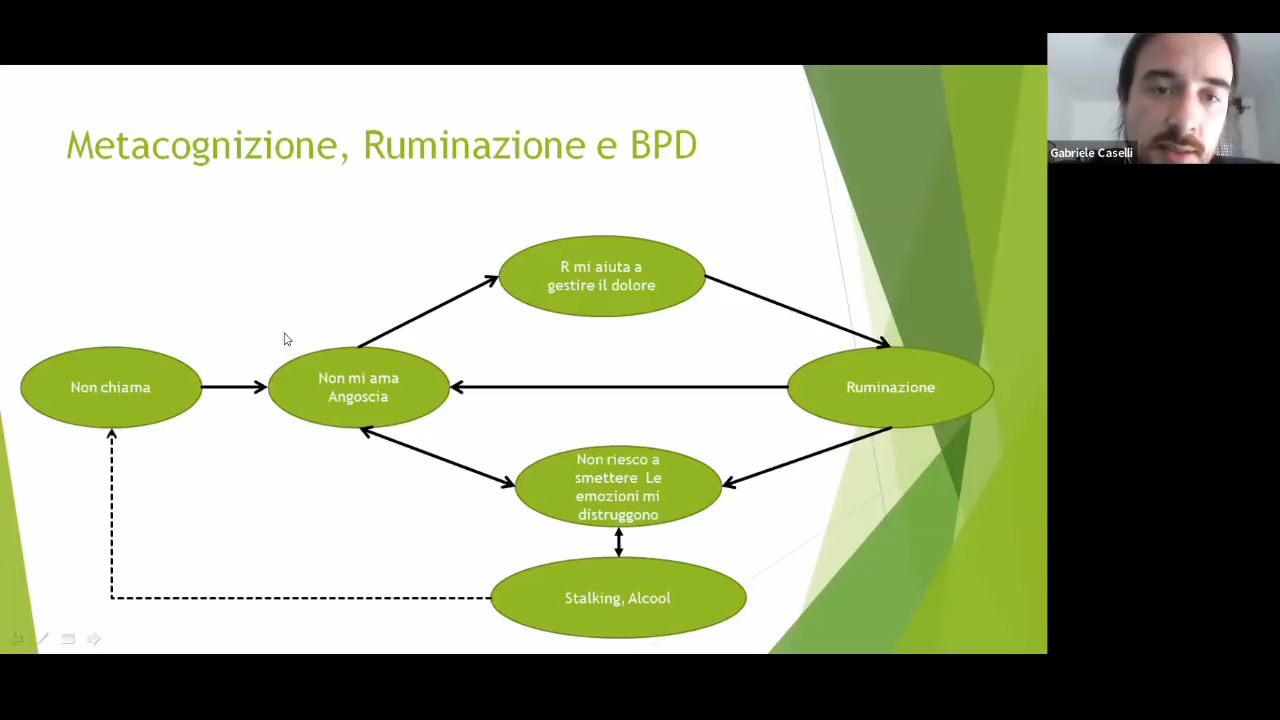 Metacognizione, Ruminazione e BPD
Gabriele Caselli
R mi aiuta a
gestire il dolore
Non chiama
Non mi ama
Angoscia
Ruminazione
Non riesco a
smettere Le
emozioni mi
distruggono
Stalking, Alcool